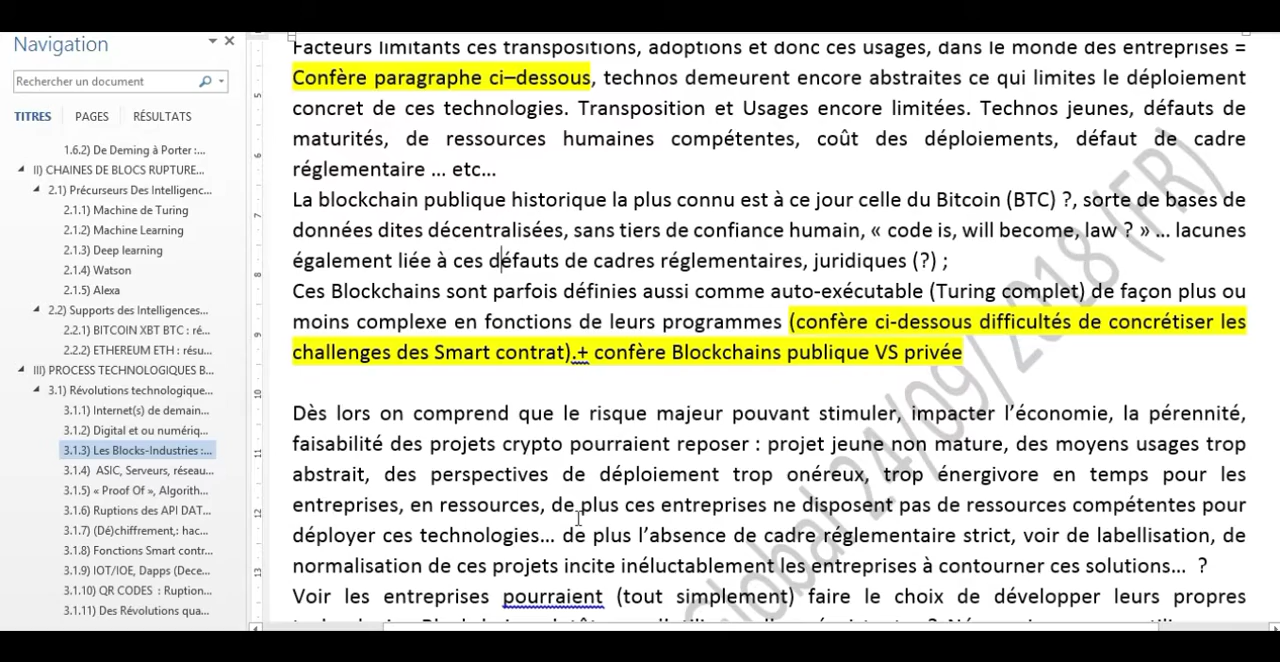 Navigation
Rechercher un document
TITRES PAGES RÉSULTATS
1.6.2) De Deming à Porter :...
II) CHAINES DE BLOCS RUPTURE...
2.1) Précurseurs Des Intelligenc...
2.1.1) Machine de Turing
2.1.2) Machine Learning
2.1.3) Deep learning
2.1.4) Watson
2.1.5) Alexa
2.2) Supports des Intelligences...
2.2.1) BITCOIN XBT BTC : ré...
2.2.2) ETHEREUM ETH : résu...
III) PROCESS TECHNOLOGIQUES B...
3.1) Révolutions technologique...
3.1.1) Internet(s) de demain...
3.1.2) Digital et ou numériq...
3.1.3) Les Blocks-Industries :...
3.1.4) ASIC, Serveurs, réseau...
3.1.5) « Proof Of », Algorith...
3.1.6) Ruptions des API DAT...
3.1.7) (Dé)chiffrement,: hac...
3.1.8) Fonctions Smart contr...
3.1.9) IOT/IOE, Dapps (Dece...
3.1.10) QR CODES : Ruption...
3.1.11) Des Révolutions qua...
5
6
7
8
9
10
11
12
13
Facteurs limitants ces transpositions, adoptions et donc ces usages, dans le monde des entreprises =
Confère paragraphe ci–dessous, technos demeurent encore abstraites ce qui limites le déploiement
concret de ces technologies. Transposition et Usages encore limitées. Technos jeunes, défauts de
maturités, de ressources humaines compétentes, coût des déploiements, défaut de cadre
réglementaire ... etc...
La blockchain publique historique la plus connu est à ce jour celle du Bitcoin (BTC) ?, sorte de bases de
données dites décentralisées, sans tiers de confiance humain, « code is, will become, law ? » ... lacunes
également liée à ces défauts de cadres réglementaires, juridiques (?) ;
Ces Blockchains sont parfois définies aussi comme auto-exécutable (Turing complet) de façon plus ou
moins complexe en fonctions de leurs programmes (confère ci-dessous difficultés de concrétiser les
challenges des Smart contrat).+ confère Blockchains publique VS privée
Dès lors on comprend que le risque majeur pouvant stimuler, impacter l’économie, la pérennité,
faisabilité des projets crypto pourraient reposer : projet jeune non mature, des moyens usages trop
abstrait, des perspectives de déploiement trop onéreux, trop énergivore en temps pour les
entreprises, en ressources, de plus ces entreprises ne disposent pas de ressources compétentes pour
déployer ces technologies... de plus l’absence de cadre réglementaire strict, voir de labellisation, de
normalisation de ces projets incite inéluctablement les entreprises à contourner ces solutions... ?
Voir les entreprises pourraient (tout simplement) faire le choix de développer leurs propres
Global 24/09/2018 (FR)